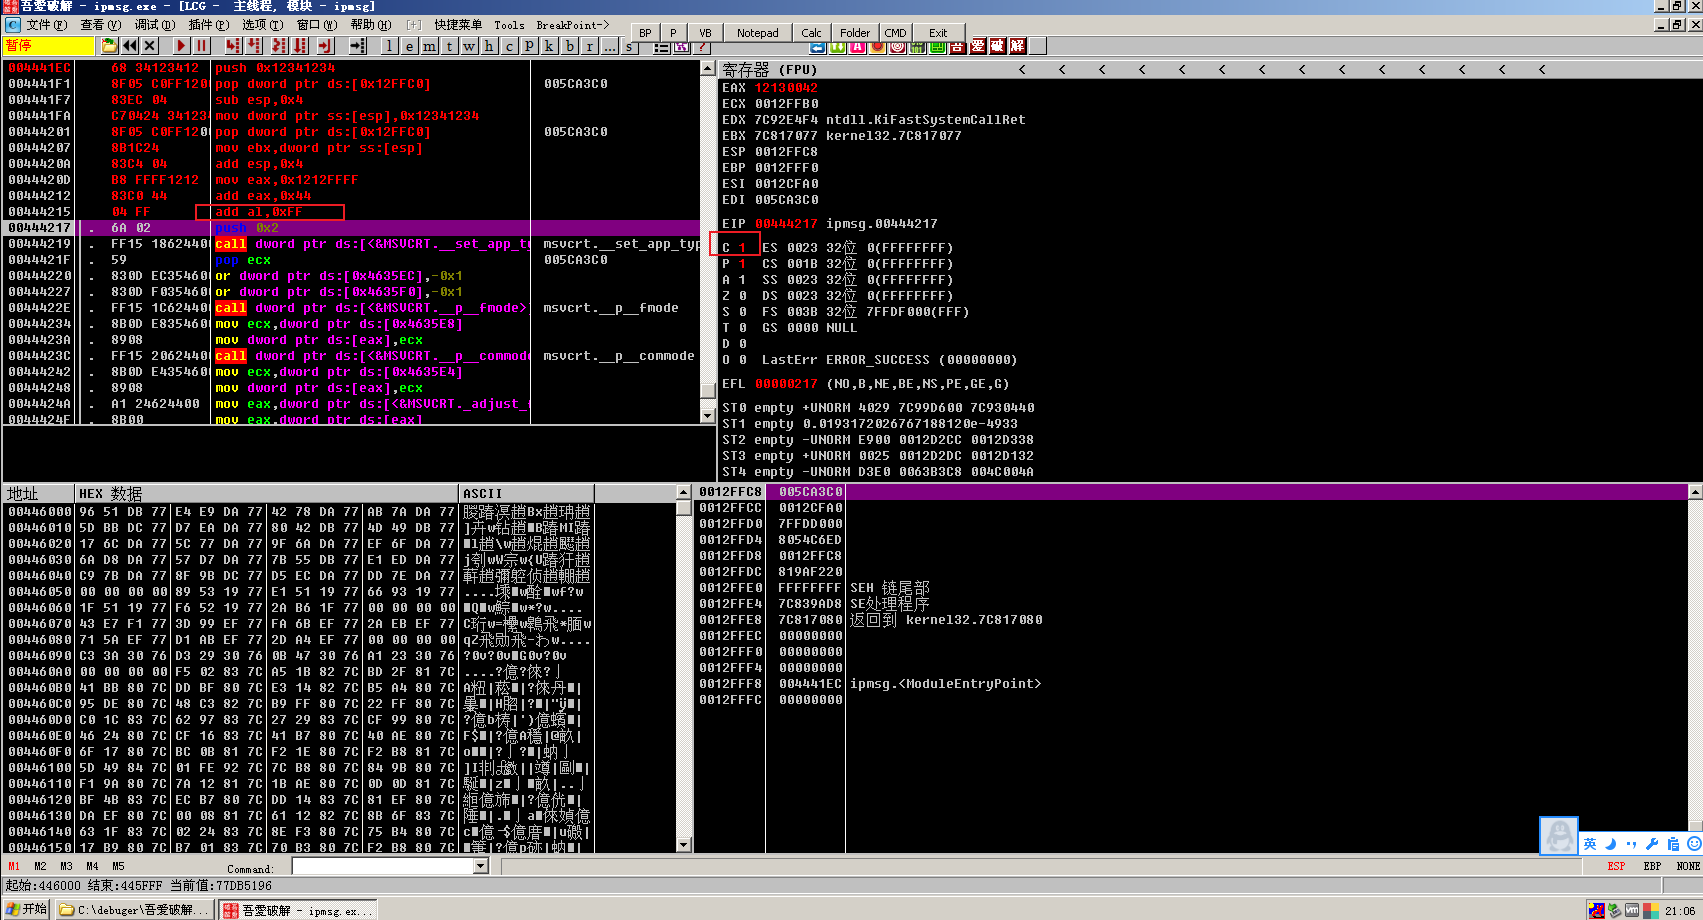 吾爱破解 - ipmsg.exe - [LCG - 主线程, 模块 - ipmsg]
文件(F) 查看(V) 调试(D) 插件(P) 选项(T) 窗口(W) 帮助(H) [+] 快捷菜单 Tools BreakPoint->
BP P VB Notepad Calc Folder CMD Exit
暂停 l e m t w h c p k b r ... s 吾 爱 破 解
004441EC 68 34123412 push 0x12341234
004441F1 8F05 C0FF120 pop dword ptr ds:[0x12FFC0] 005CA3C0
004441F7 83EC 04 sub esp,0x4
004441FA C70424 34123 mov dword ptr ss:[esp],0x12341234
00444201 8F05 C0FF120 pop dword ptr ds:[0x12FFC0] 005CA3C0
00444207 8B1C24 mov ebx,dword ptr ss:[esp]
0044420A 83C4 04 add esp,0x4
0044420D B8 FFFF1212 mov eax,0x1212FFFF
00444212 83C0 44 add eax,0x44
00444215 04 FF add al,0xFF
00444217 . 6A 02 push 0x2
00444219 . FF15 18624400 call dword ptr ds:[<&MSVCRT.__set_app_t msvcrt.__set_app_typ
0044421F . 59 pop ecx 005CA3C0
00444220 . 830D EC354600 or dword ptr ds:[0x4635EC],-0x1
00444227 . 830D F0354600 or dword ptr ds:[0x4635F0],-0x1
0044422E . FF15 1C624400 call dword ptr ds:[<&MSVCRT.__p__fmode> msvcrt.__p__fmode
00444234 . 8B0D E8354600 mov ecx,dword ptr ds:[0x4635E8]
0044423A . 8908 mov dword ptr ds:[eax],ecx
0044423C . FF15 20624400 call dword ptr ds:[<&MSVCRT.__p__commode msvcrt.__p__commode
00444242 . 8B0D E4354600 mov ecx,dword ptr ds:[0x4635E4]
00444248 . 8908 mov dword ptr ds:[eax],ecx
0044424A . A1 24624400 mov eax,dword ptr ds:[<&MSVCRT._adjust_
0044424F . 8B00 mov eax,dword ptr ds:[eax]
寄存器 (FPU) < < < < < < < < < < < < < <
EAX 12130042
ECX 0012FFB0
EDX 7C92E4F4 ntdll.KiFastSystemCallRet
EBX 7C817077 kernel32.7C817077
ESP 0012FFC8
EBP 0012FFF0
ESI 0012CFA0
EDI 005CA3C0
EIP 00444217 ipmsg.00444217
C 1 ES 0023 32位 0(FFFFFFFF)
P 1 CS 001B 32位 0(FFFFFFFF)
A 1 SS 0023 32位 0(FFFFFFFF)
Z 0 DS 0023 32位 0(FFFFFFFF)
S 0 FS 003B 32位 7FFDF000(FFF)
T 0 GS 0000 NULL
D 0
O 0 LastErr ERROR_SUCCESS (00000000)
EFL 00000217 (NO,B,NE,BE,NS,PE,GE,G)
ST0 empty +UNORM 4029 7C99D600 7C930440
ST1 empty 0.0193172026767188120e-4933
ST2 empty -UNORM E900 0012D2CC 0012D338
ST3 empty +UNORM 0025 0012D2DC 0012D132
ST4 empty -UNORM D3E0 0063B3C8 004C004A
地址 HEX 数据 ASCII
00446000 96 51 DB 77 E4 E9 DA 77 42 78 DA 77 AB 7A DA 77
00446010 5D BB DC 77 D7 EA DA 77 80 42 DB 77 4D 49 DB 77
00446020 17 6C DA 77 5C 77 DA 77 9F 6A DA 77 EF 6F DA 77
00446030 6A D8 DA 77 57 D7 DA 77 7B 55 DB 77 E1 ED DA 77
00446040 C9 7B DA 77 8F 9B DC 77 D5 EC DA 77 DD 7E DA 77
00446050 00 00 00 00 89 53 19 77 E1 51 19 77 66 93 19 77
00446060 1F 51 19 77 F6 52 19 77 2A B6 1F 77 00 00 00 00
00446070 43 E7 F1 77 3D 99 EF 77 FA 6B EF 77 2A EB EF 77
00446080 71 5A EF 77 D1 AB EF 77 2D A4 EF 77 00 00 00 00
00446090 C3 3A 30 76 D3 29 30 76 0B 47 30 76 A1 23 30 76
004460A0 00 00 00 00 F5 02 83 7C A5 1B 82 7C BD 2F 81 7C
004460B0 41 BB 80 7C DD BF 80 7C E3 14 82 7C B5 A4 80 7C
004460C0 95 DE 80 7C 48 C3 82 7C B9 FF 80 7C 22 FF 80 7C
004460D0 C0 1C 83 7C 62 97 83 7C 27 29 83 7C CF 99 80 7C
004460E0 46 24 80 7C CF 16 83 7C 41 B7 80 7C 40 AE 80 7C
004460F0 6F 17 80 7C BC 0B 81 7C F2 1E 80 7C F2 B8 81 7C
00446100 5D 49 84 7C 01 FE 92 7C 7C B8 80 7C 84 9B 80 7C
00446110 F1 9A 80 7C 7A 12 81 7C 1B AE 80 7C 0D 0D 81 7C
00446120 BF 4B 83 7C EC B7 80 7C DD 14 83 7C 81 EF 80 7C
00446130 DA EF 80 7C 00 08 81 7C 61 12 82 7C 8B 6F 83 7C
00446140 63 1F 83 7C 02 24 83 7C 8E F3 80 7C 75 B4 80 7C
00446150 17 B9 80 7C B7 01 83 7C 70 B3 80 7C F2 B8 80 7C
0012FFC8 005CA3C0
0012FFCC 0012CFA0
0012FFD0 7FFDD000
0012FFD4 8054C6ED
0012FFD8 0012FFC8
0012FFDC 819AF220
0012FFE0 FFFFFFFF SEH 链尾部
0012FFE4 7C839AD8 SE处理程序
0012FFE8 7C817080 返回到 kernel32.7C817080
0012FFEC 00000000
0012FFF0 00000000
0012FFF4 00000000
0012FFF8 004441EC ipmsg.<ModuleEntryPoint>
0012FFFC 00000000
英
M1 M2 M3 M4 M5 Command: ESP EBP NONE
起始:446000 结束:445FFF 当前值:77DB5196
开始 C:\debuger\吾爱破解... 吾爱破解 - ipmsg.ex... 21:06